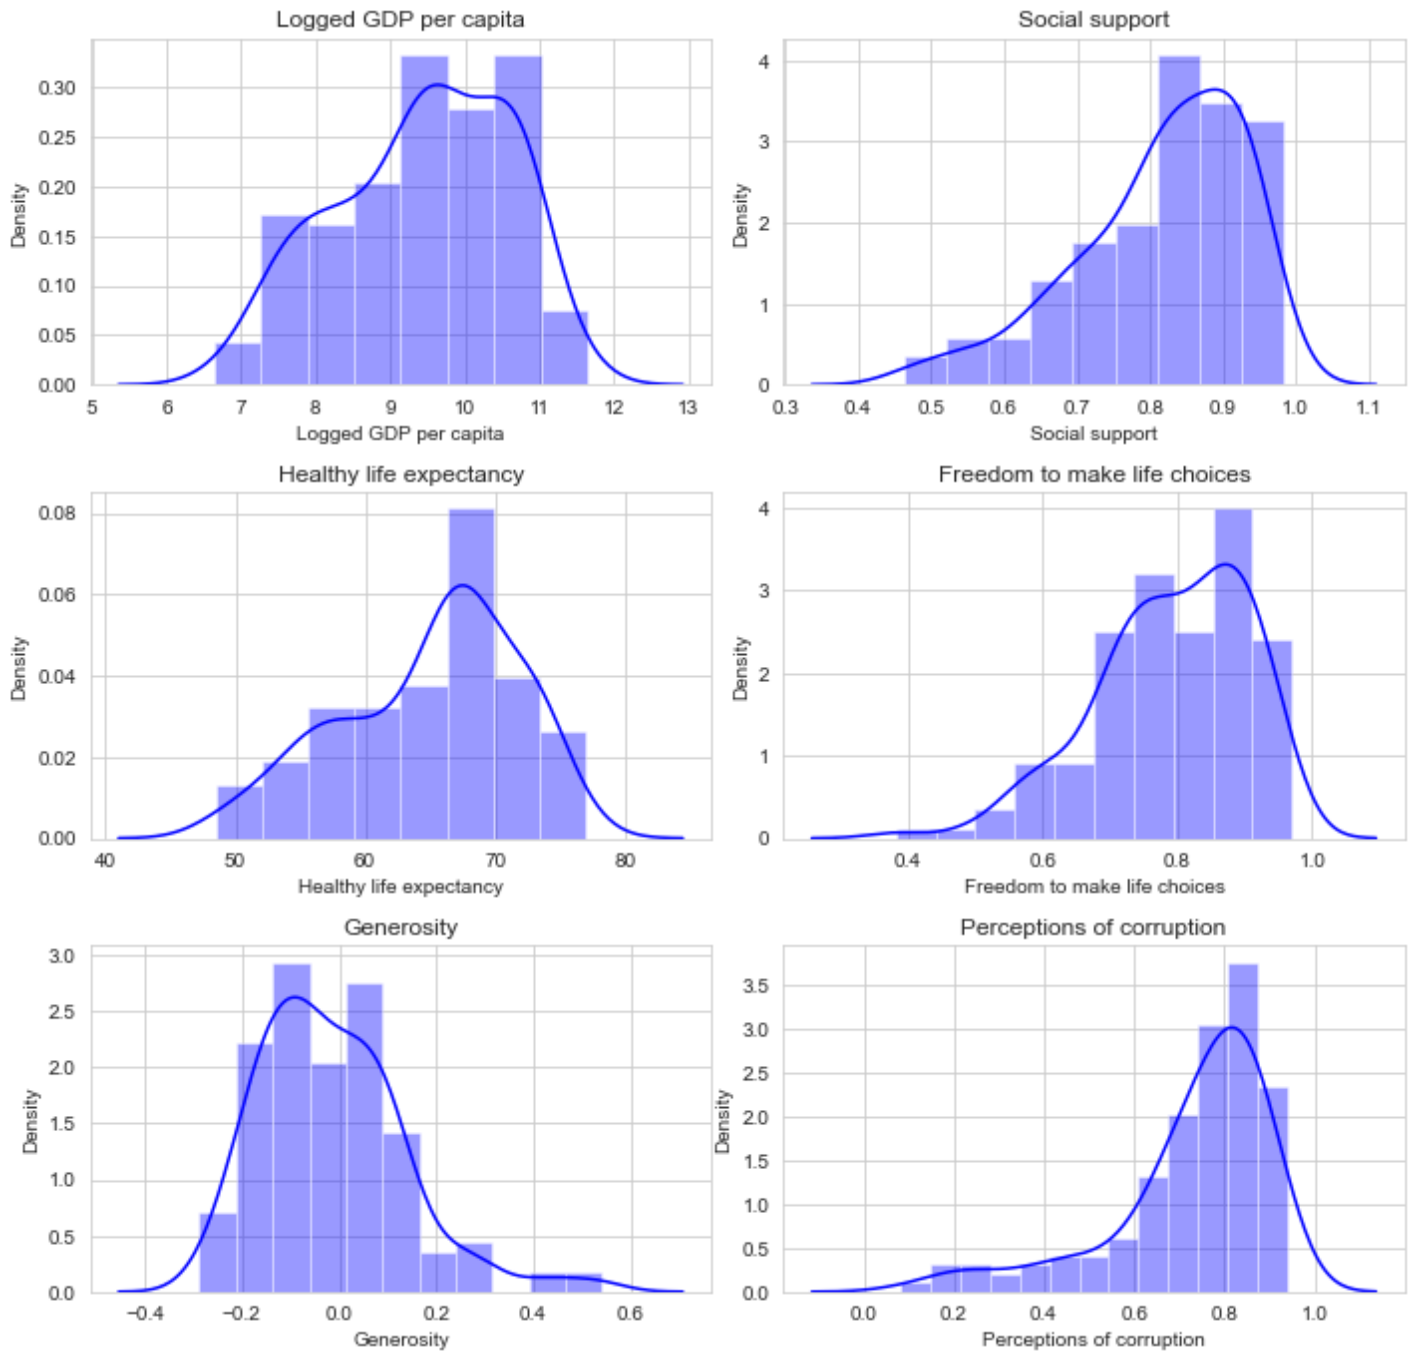 Logged GDP per capita
Density
0.30
0.25
0.20
0.15
0.10
0.05
0.00
5 6 7 8 9 10 11 12 13
Logged GDP per capita
Social support
Density
4
3
2
1
0
0.3 0.4 0.5 0.6 0.7 0.8 0.9 1.0 1.1
Social support
Healthy life expectancy
Density
0.08
0.06
0.04
0.02
0.00
40 50 60 70 80
Healthy life expectancy
Freedom to make life choices
Density
4
3
2
1
0
0.4 0.6 0.8 1.0
Freedom to make life choices
Generosity
Density
3.0
2.5
2.0
1.5
1.0
0.5
0.0
−0.4 −0.2 0.0 0.2 0.4 0.6
Generosity
Perceptions of corruption
Density
3.5
3.0
2.5
2.0
1.5
1.0
0.5
0.0
0.0 0.2 0.4 0.6 0.8 1.0
Perceptions of corruption